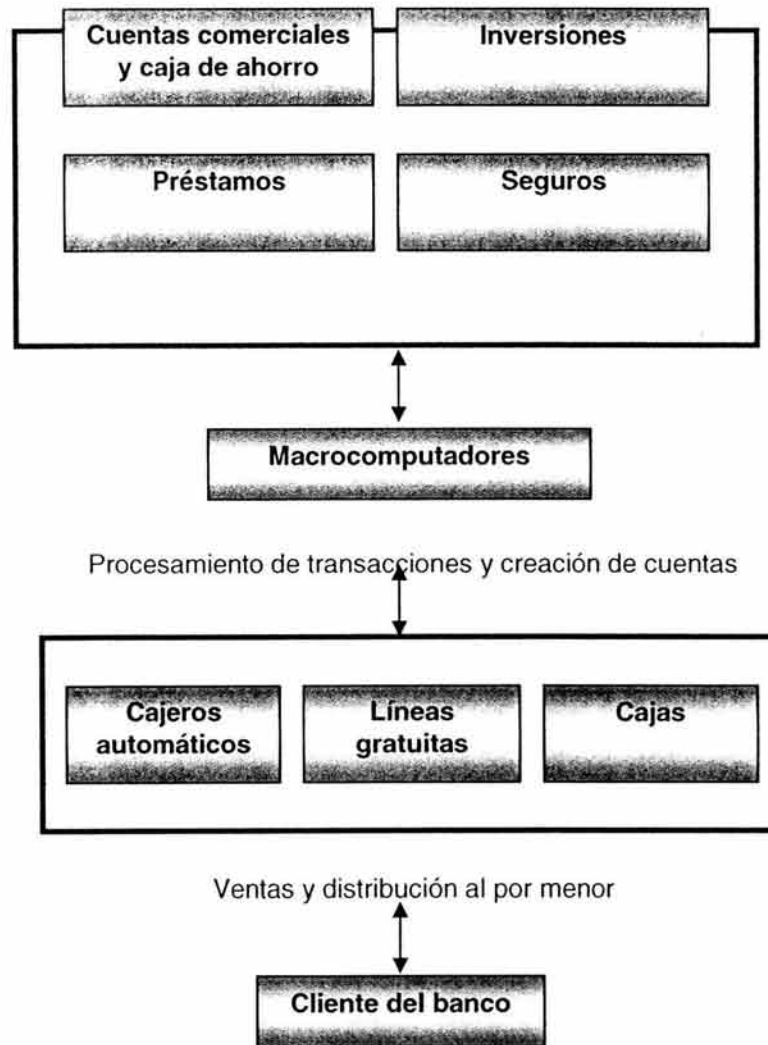 Cuentas comerciales
y caja de ahorro
Inversiones
Préstamos
Seguros
Macrocomputadores
Procesamiento de transacciones y creación de cuentas
Cajeros
automáticos
Líneas
gratuitas
Cajas
Ventas y distribución al por menor
Cliente del banco